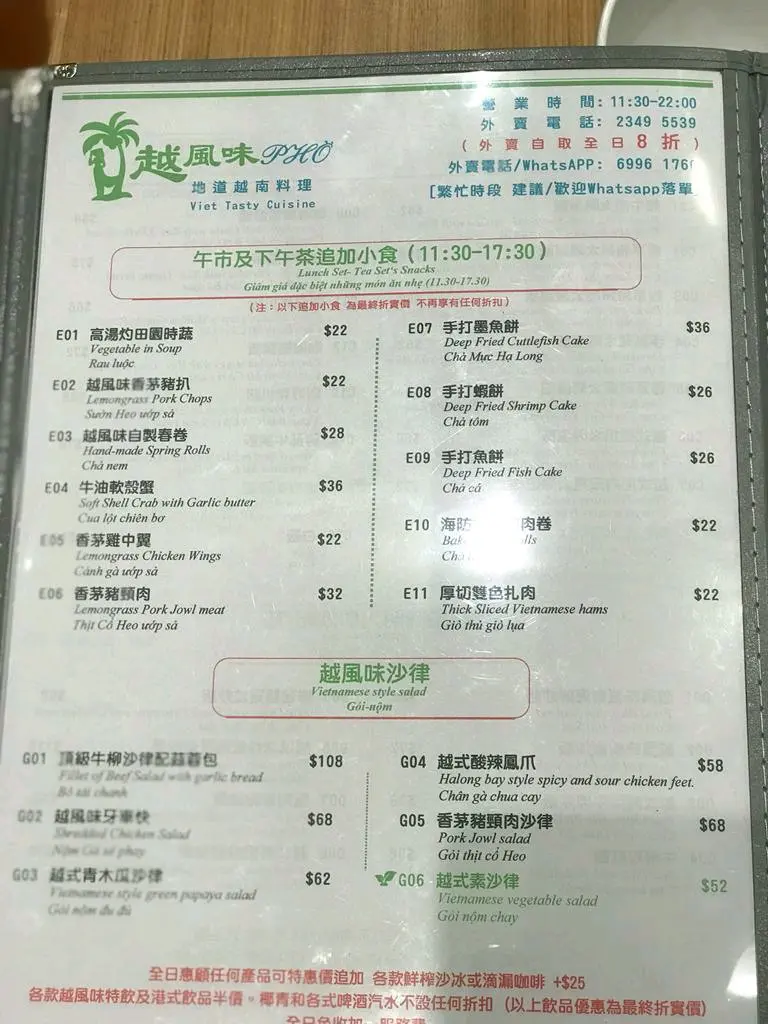 越風味 PHỞ
地道越南料理
Viet Tasty Cuisine
營業時間: 11:30-22:00
外賣電話: 2349 5539
( 外賣自取全日 8 折 )
外賣電話/WhatsAPP: 6996 176
[繁忙時段 建議/歡迎Whatsapp落單
午市及下午茶追加小食 (11:30-17:30)
Lunch Set- Tea Set's Snacks
Giảm giá đặc biệt những món ăn nhẹ (11.30-17.30)
(注：以下追加小食 為最終折實價 不再享有任何折扣)
E01 高湯灼田園時蔬 $22
Vegetable in Soup
Rau luộc
E02 越風味香茅豬扒 $22
Lemongrass Pork Chops
Sườn Heo ướp sả
E03 越風味自製春卷 $28
Hand-made Spring Rolls
Chả nem
E04 牛油軟殼蟹 $36
Soft Shell Crab with Garlic butter
Cua lột chiên bơ
E05 香茅雞中翼 $22
Lemongrass Chicken Wings
Cánh gà ướp sả
E06 香茅豬頸肉 $32
Lemongrass Pork Jowl meat
Thịt Cổ Heo ướp sả
E07 手打墨魚餅 $36
Deep Fried Cuttlefish Cake
Chả Mực Hạ Long
E08 手打蝦餅 $26
Deep Fried Shrimp Cake
Chả tôm
E09 手打魚餅 $26
Deep Fried Fish Cake
Chả cá
E10 海防 肉卷 $22
E11 厚切雙色扎肉 $22
Thick Sliced Vietnamese hams
Giò thủ giò lụa
越風味沙律
Vietnamese style salad
Gỏi-nộm
G01 頂級牛柳沙律配蒜蓉包 $108
Fillet of Beef Salad with garlic bread
Bò tái chanh
G02 越風味牙車快 $68
Shredded Chicken Salad
Nộm Gà xé phay
G03 越式青木瓜沙律 $62
Vietnamese style green papaya salad
Gỏi nộm đu đủ
G04 越式酸辣鳳爪 $58
Halong bay style spicy and sour chicken feet.
Chân gà chua cay
G05 香茅豬頸肉沙律 $68
Pork Jowl salad
Gỏi thịt cổ Heo
G06 越式素沙律 $52
Vietnamese vegetable salad
Gỏi nộm chay
全日惠顧任何產品可特惠價追加 各款鮮榨沙冰或滴漏咖啡 +$25
各款越風味特飲及港式飲品半價。椰青和各式啤酒汽水不設任何折扣 (以上飲品優惠為最終折實價)